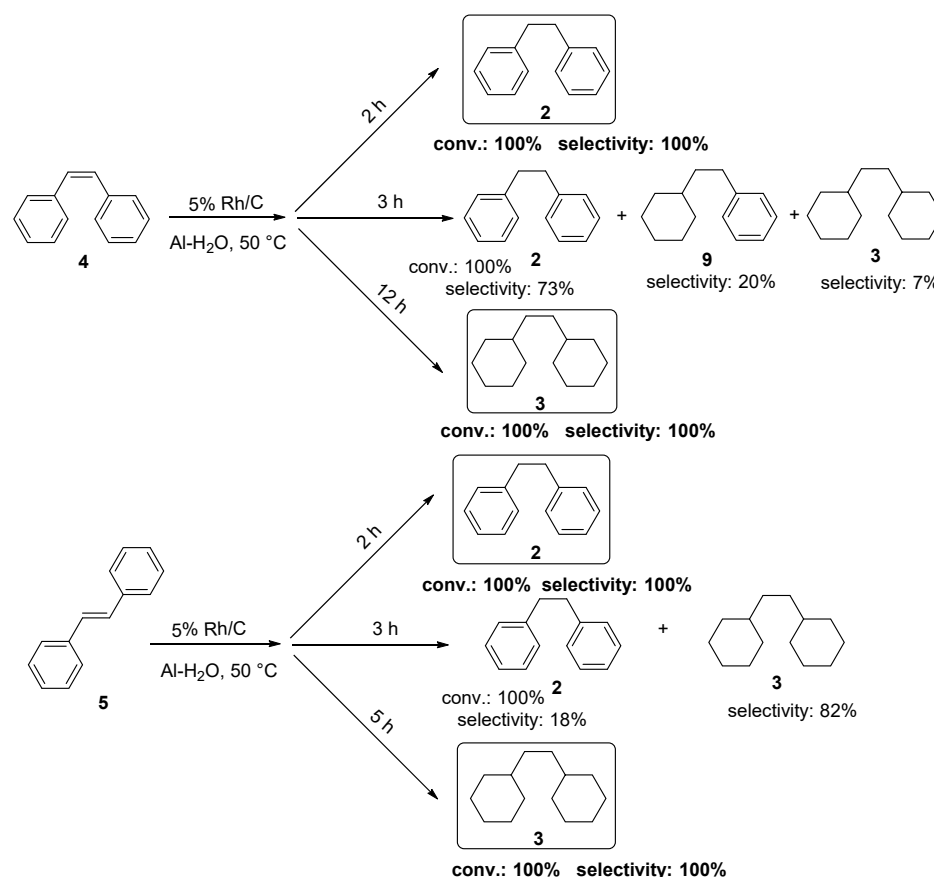 2
conv.: 100% selectivity: 100%
2 h
4
5% Rh/C
Al-H₂O, 50 °C
3 h
2
conv.: 100%
selectivity: 73%
+
9
selectivity: 20%
+
3
selectivity: 7%
12 h
3
conv.: 100% selectivity: 100%
2
conv.: 100% selectivity: 100%
2 h
5
5% Rh/C
Al-H₂O, 50 °C
3 h
2
conv.: 100%
selectivity: 18%
+
3
selectivity: 82%
5 h
3
conv.: 100% selectivity: 100%